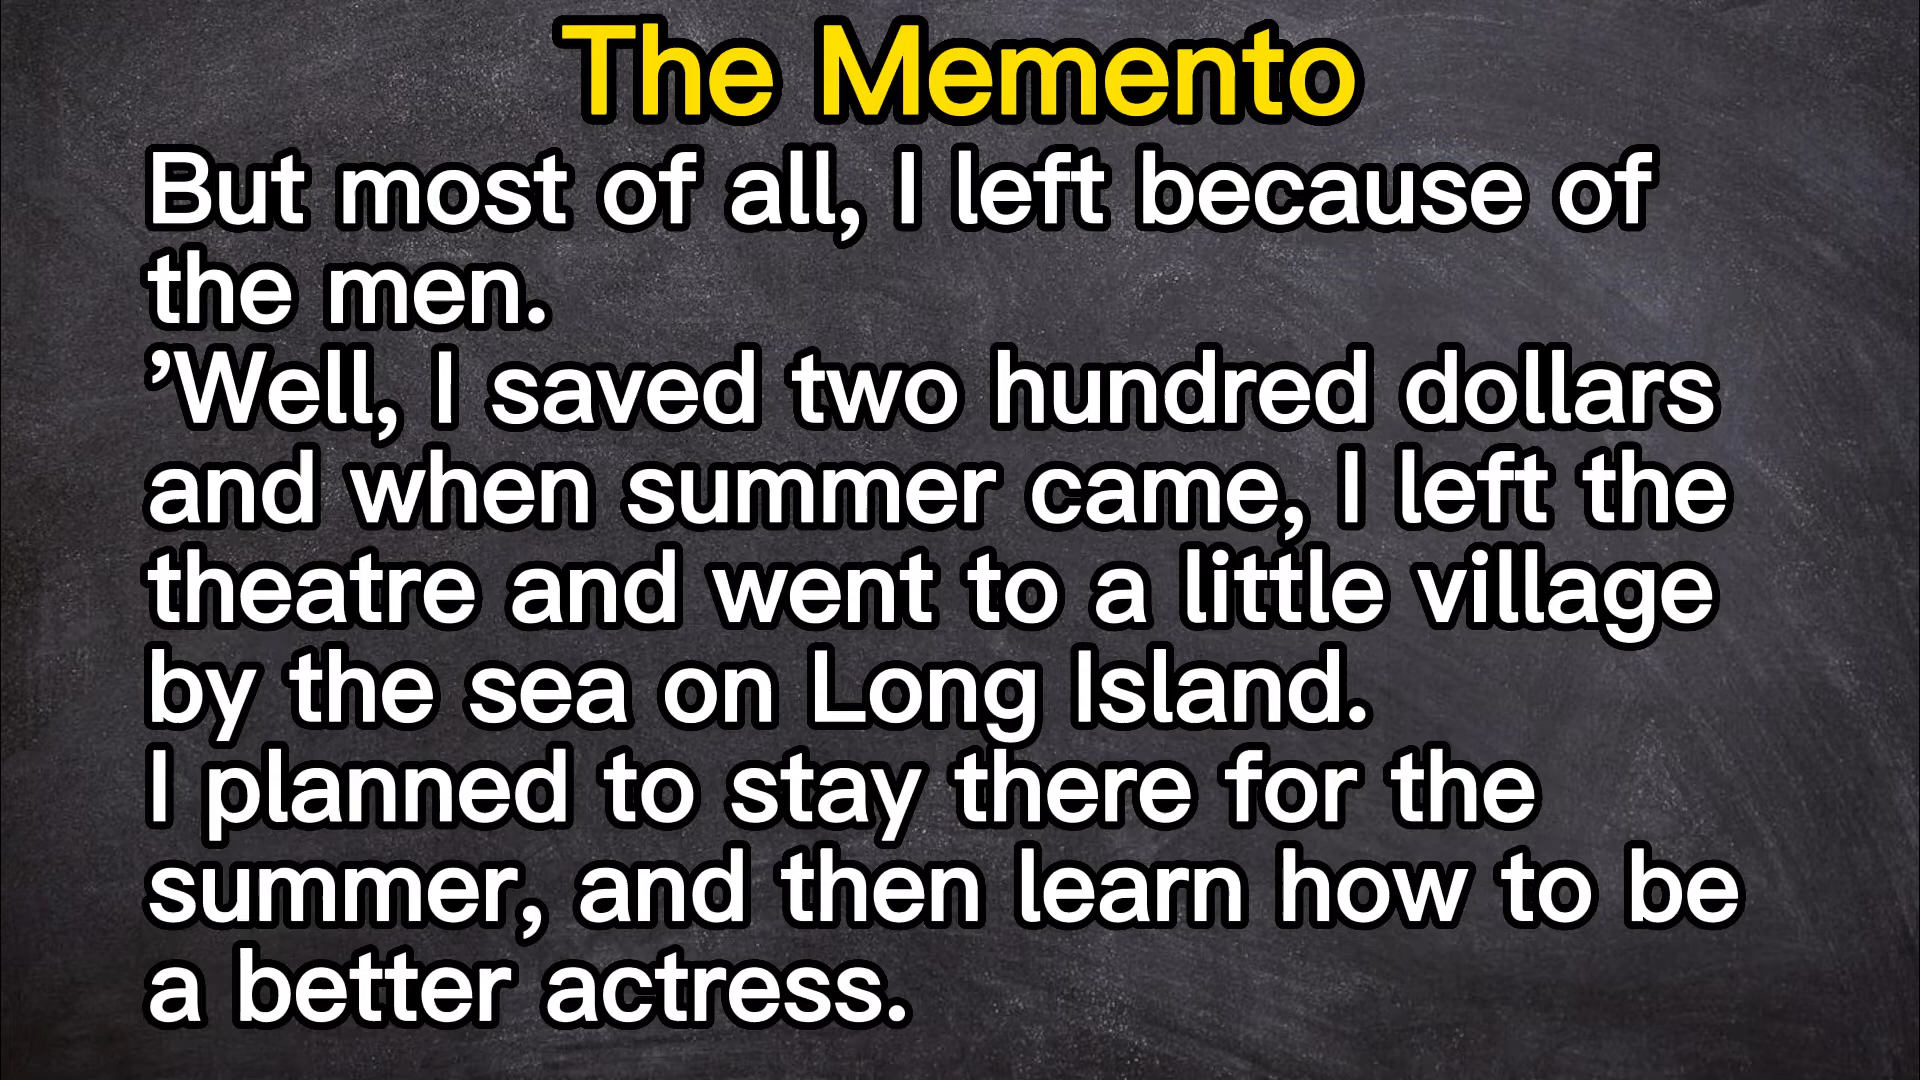 The Memento
But most of all, I left because of
the men.
’Well, I saved two hundred dollars
and when summer came, I left the
theatre and went to a little village
by the sea on Long Island.
I planned to stay there for the
summer, and then learn how to be
a better actress.